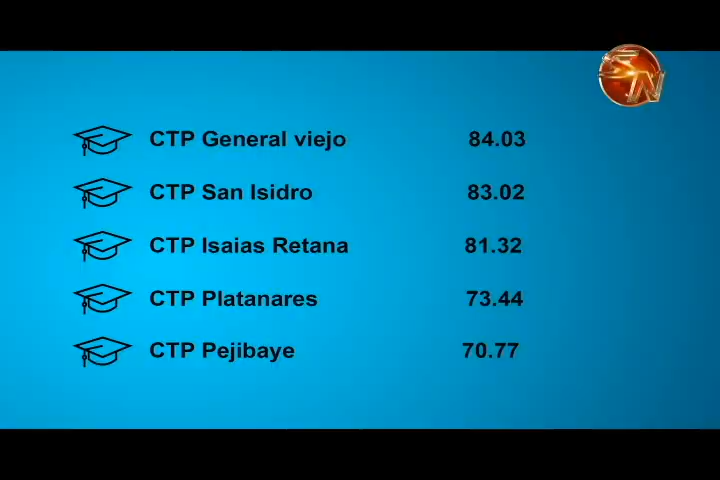 CTP General viejo 84.03
CTP San Isidro 83.02
CTP Isaias Retana 81.32
CTP Platanares 73.44
CTP Pejibaye 70.77